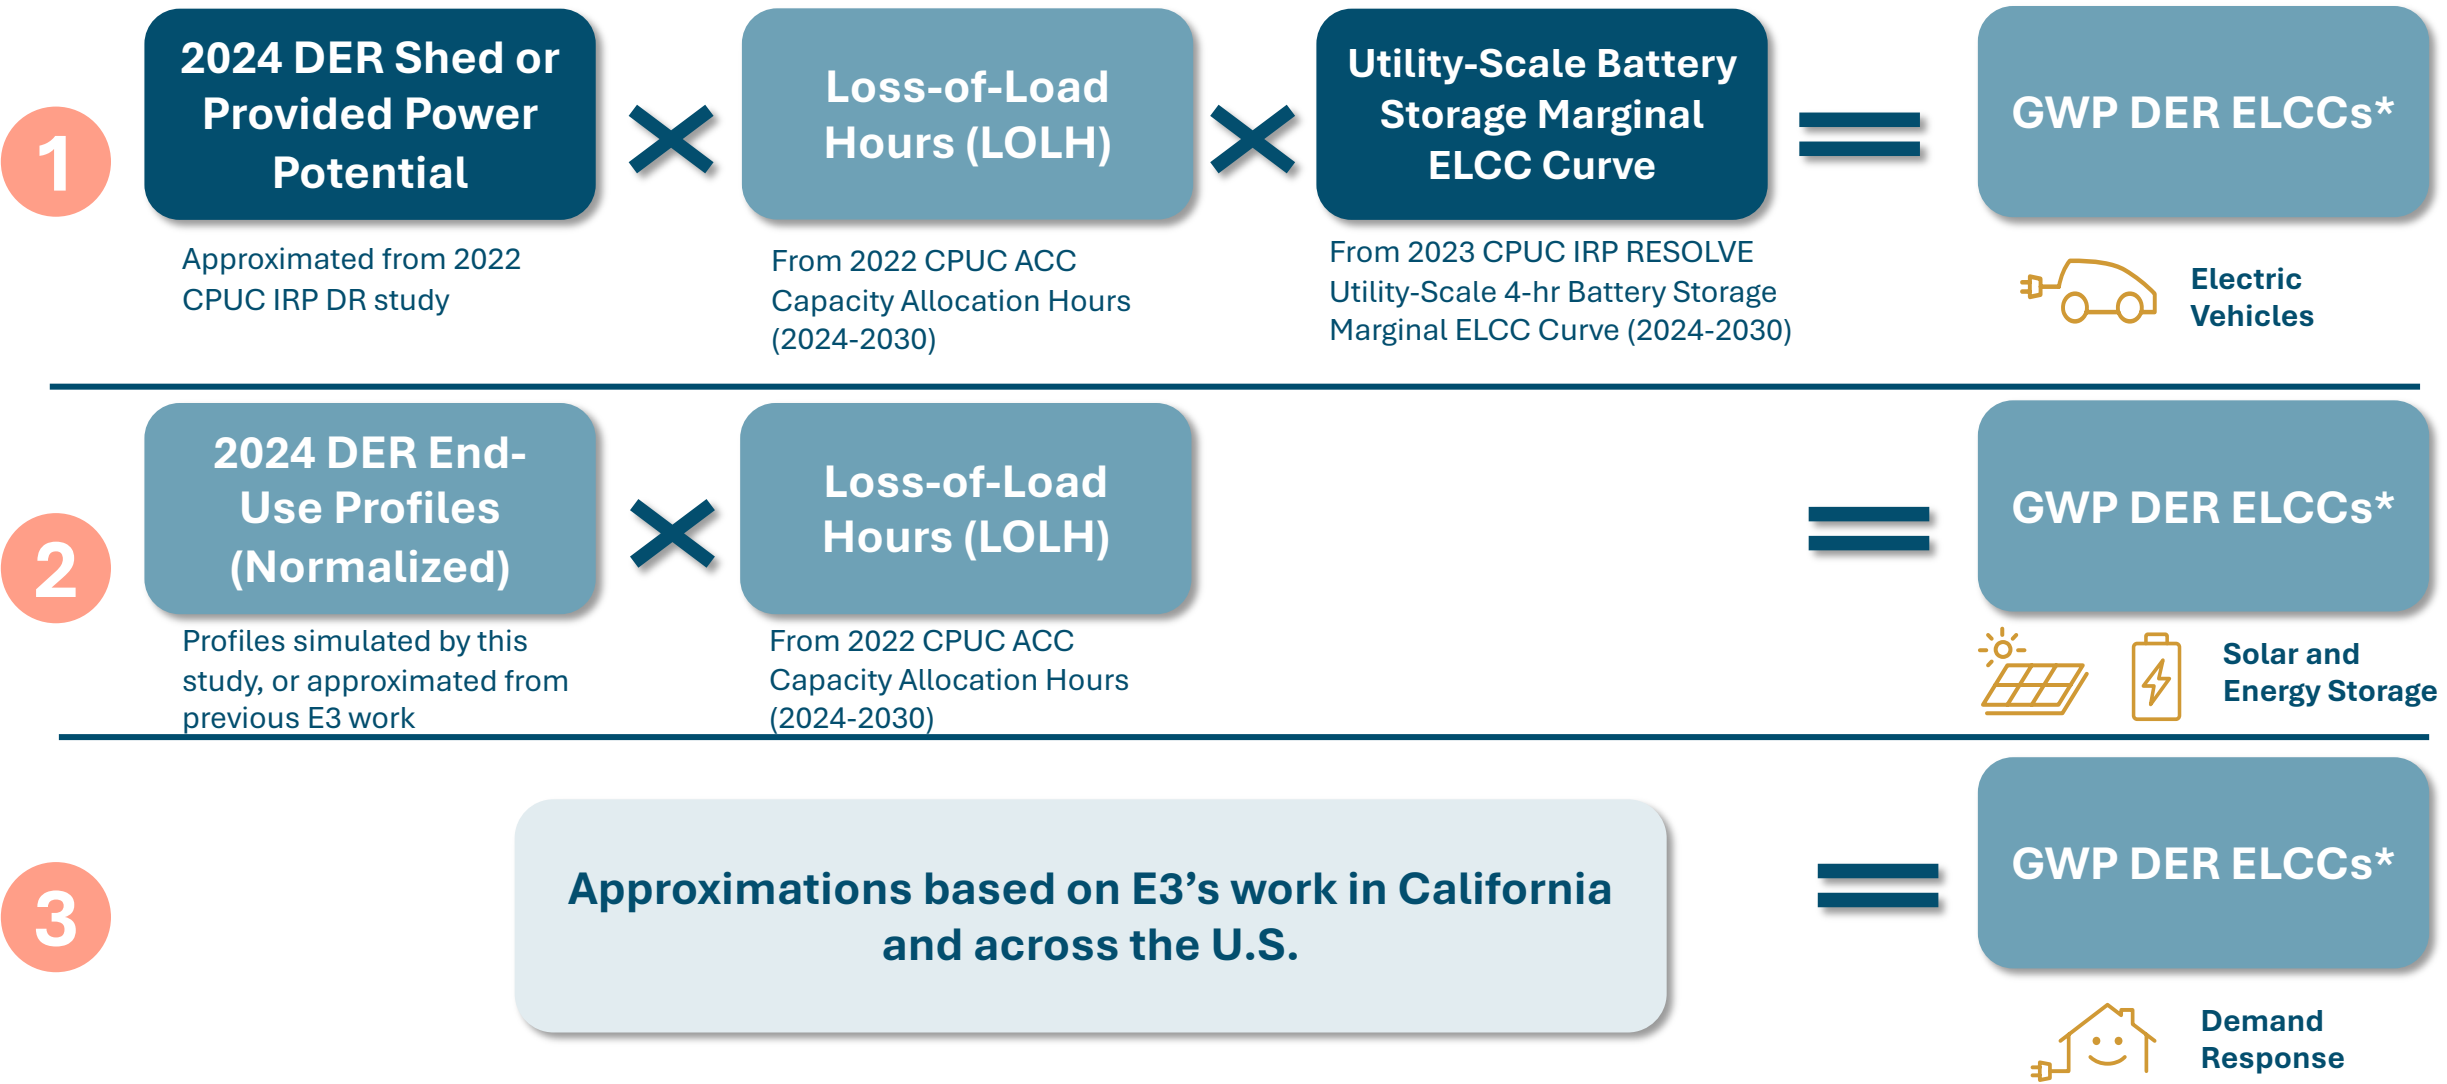 1
2024 DER Shed or
Provided Power
Potential
Loss-of-Load
Hours (LOLH)
Utility-Scale Battery
Storage Marginal
ELCC Curve
GWP DER ELCCs*
Approximated from 2022
CPUC IRP DR study
From 2022 CPUC ACC
Capacity Allocation Hours
(2024-2030)
From 2023 CPUC IRP RESOLVE
Utility-Scale 4-hr Battery Storage
Marginal ELCC Curve (2024-2030)
Electric
Vehicles
2
2024 DER End-
Use Profiles
(Normalized)
Loss-of-Load
Hours (LOLH)
GWP DER ELCCs*
Profiles simulated by this
study, or approximated from
previous E3 work
From 2022 CPUC ACC
Capacity Allocation Hours
(2024-2030)
Solar and
Energy Storage
3
Approximations based on E3’s work in California
and across the U.S.
GWP DER ELCCs*
Demand
Response